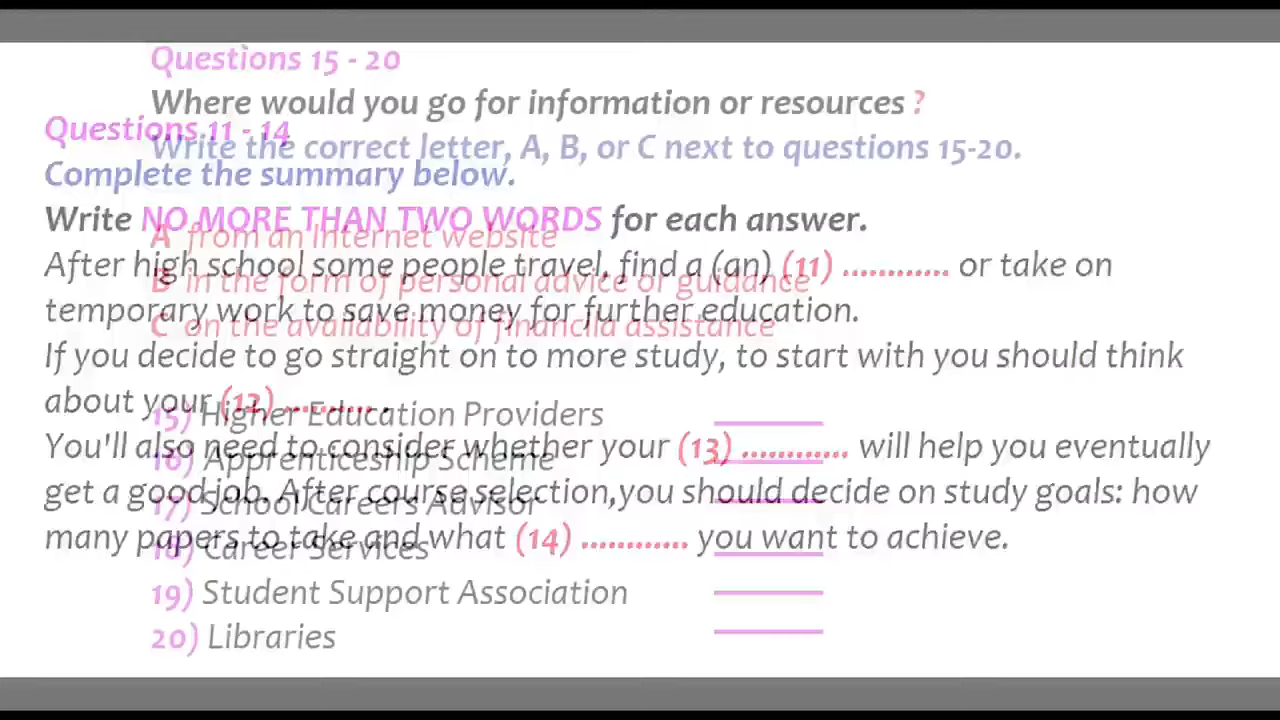 Questions 15 - 20
Where would you go for information or resources ?
Write the correct letter, A, B, or C next to questions 15-20.
A from an Internet website
B in the form of personal advice or guidance
C on the availability of financila assistance
15) Higher Education Providers
16) Apprenticeship Scheme
17) School Careers Advisor
18) Career Services
19) Student Support Association
20) Libraries
Questions 11 - 14
Complete the summary below.
Write NO MORE THAN TWO WORDS for each answer.
After high school some people travel, find a (an) (11) ............ or take on
temporary work to save money for further education.
If you decide to go straight on to more study, to start with you should think
about your (12) .......... .
You'll also need to consider whether your (13) ............ will help you eventually
get a good job. After course selection,you should decide on study goals: how
many papers to take and what (14) ............ you want to achieve.